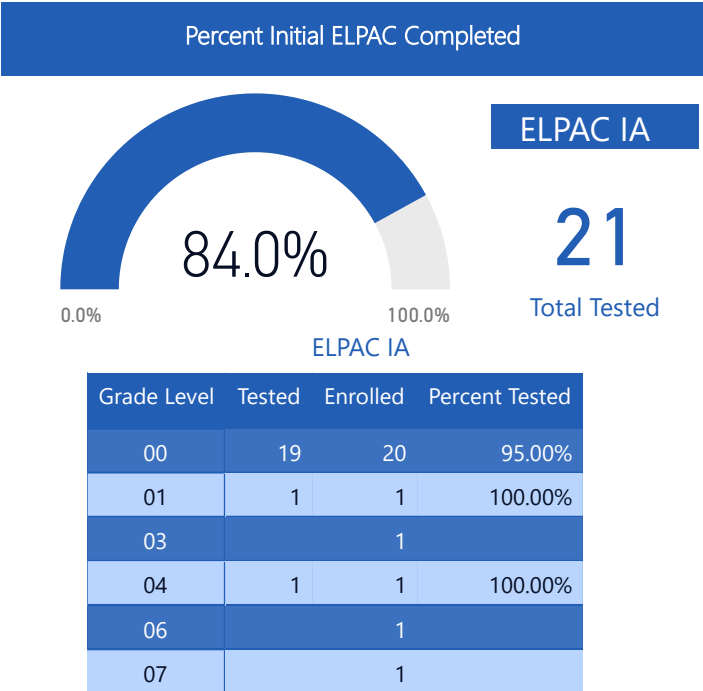 Percent Initial ELPAC Completed
ELPAC IA
84.0%
0.0%
100.0%
21
Total Tested
ELPAC IA
Grade Level Tested Enrolled Percent Tested
00 19 20 95.00%
01 1 1 100.00%
03 1
04 1 1 100.00%
06 1
07 1